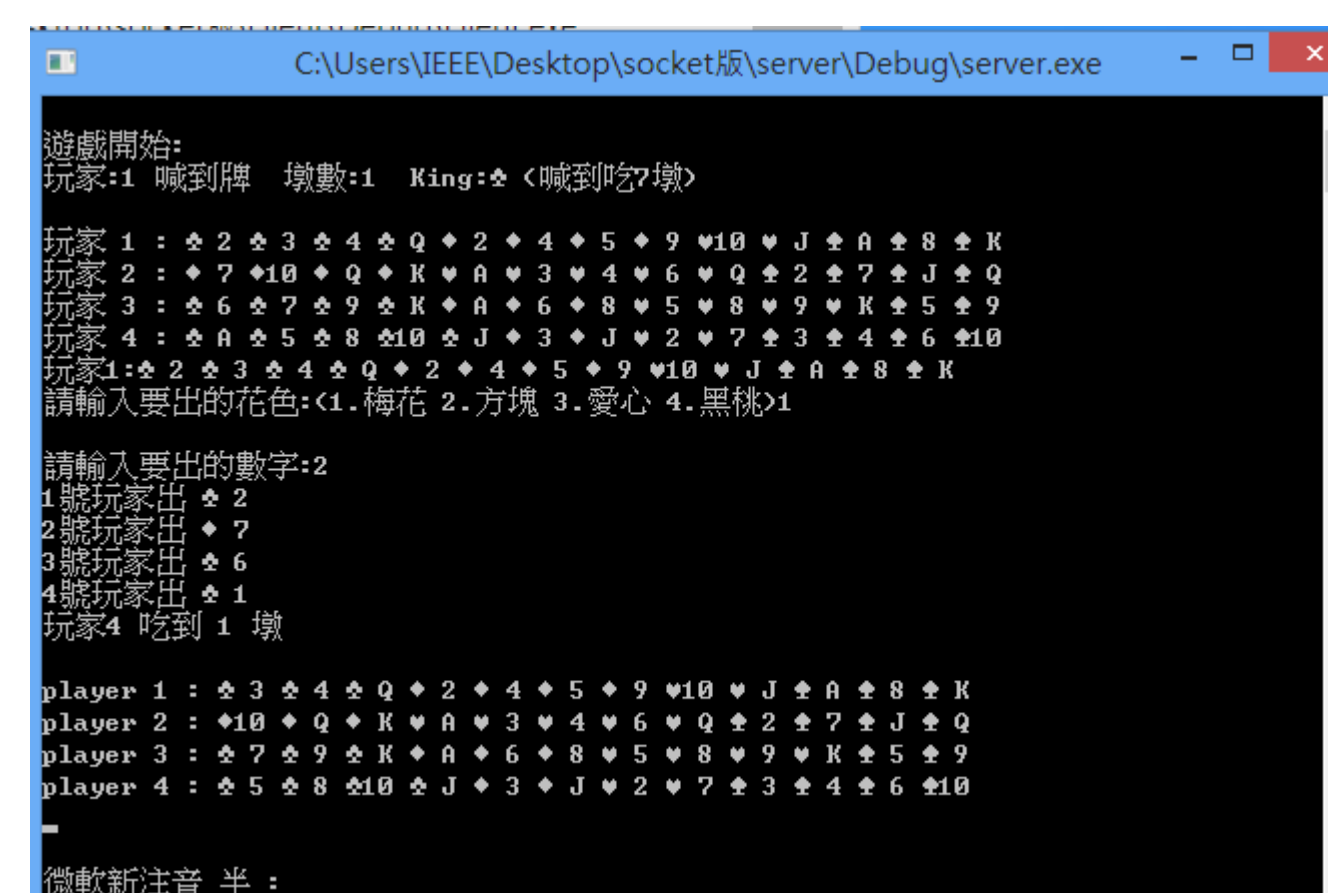 C:\Users\IEEE\Desktop\socket版\server\Debug\server.exe
遊戲開始:
玩家:1 喊到牌 墩數:1 King:♣ (喊到吃7墩)
玩家 1 : ♣ 2 ♣ 3 ♣ 4 ♣ Q ♦ 2 ♦ 4 ♦ 5 ♦ 9 ♥10 ♥ J ♠ A ♠ 8 ♠ K
玩家 2 : ♦ 7 ♦10 ♦ Q ♦ K ♥ A ♥ 3 ♥ 4 ♥ 6 ♥ Q ♠ 2 ♠ 7 ♠ J ♠ Q
玩家 3 : ♣ 6 ♣ 7 ♣ 9 ♣ K ♦ A ♦ 6 ♦ 8 ♥ 5 ♥ 8 ♥ 9 ♥ K ♠ 5 ♠ 9
玩家 4 : ♣ A ♣ 5 ♣ 8 ♣10 ♣ J ♦ 3 ♦ J ♥ 2 ♥ 7 ♠ 3 ♠ 4 ♠ 6 ♠10
玩家1:♣ 2 ♣ 3 ♣ 4 ♣ Q ♦ 2 ♦ 4 ♦ 5 ♦ 9 ♥10 ♥ J ♠ A ♠ 8 ♠ K
請輸入要出的花色:(1.梅花 2.方塊 3.愛心 4.黑桃)1
請輸入要出的數字:2
1號玩家出 ♣ 2
2號玩家出 ♦ 7
3號玩家出 ♣ 6
4號玩家出 ♣ 1
玩家4 吃到 1 墩
player 1 : ♣ 3 ♣ 4 ♣ Q ♦ 2 ♦ 4 ♦ 5 ♦ 9 ♥10 ♥ J ♠ A ♠ 8 ♠ K
player 2 : ♦10 ♦ Q ♦ K ♥ A ♥ 3 ♥ 4 ♥ 6 ♥ Q ♠ 2 ♠ 7 ♠ J ♠ Q
player 3 : ♣ 7 ♣ 9 ♣ K ♦ A ♦ 6 ♦ 8 ♥ 5 ♥ 8 ♥ 9 ♥ K ♠ 5 ♠ 9
player 4 : ♣ 5 ♣ 8 ♣10 ♣ J ♦ 3 ♦ J ♥ 2 ♥ 7 ♠ 3 ♠ 4 ♠ 6 ♠10
微軟新注音 半 :